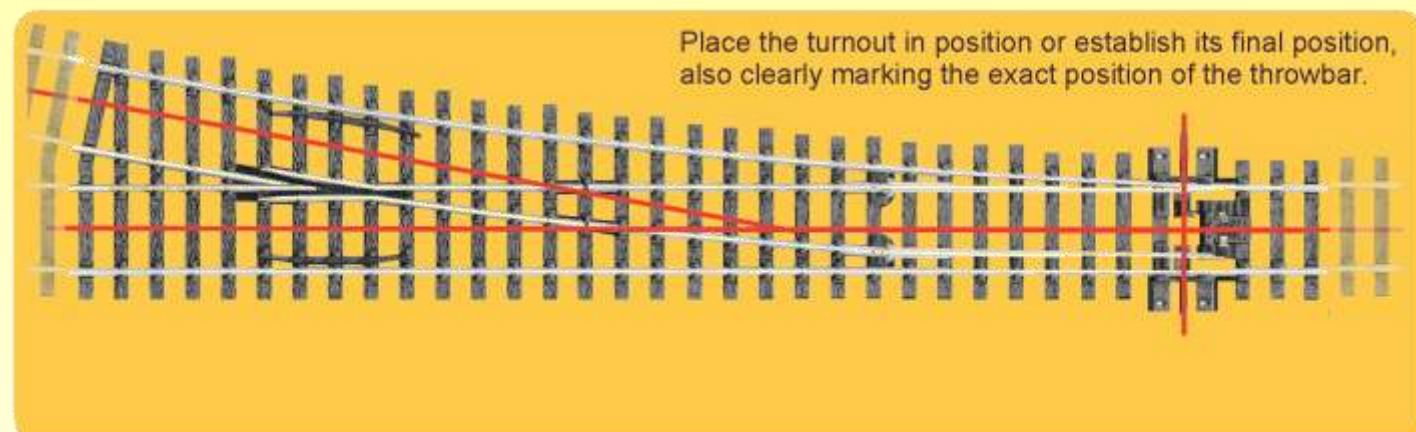 Place the turnout in position or establish its final position,
also clearly marking the exact position of the throwbar.